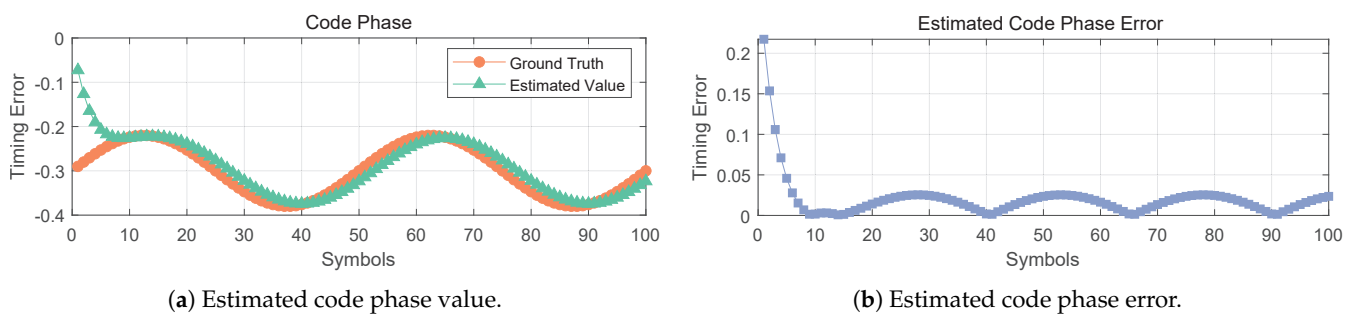 Code Phase
0
-0.1
-0.2
-0.3
-0.4
Timing Error
Ground Truth
Estimated Value
0 10 20 30 40 50 60 70 80 90 100
Symbols
(a) Estimated code phase value.
Estimated Code Phase Error
0.2
0.15
0.1
0.05
0
Timing Error
0 10 20 30 40 50 60 70 80 90 100
Symbols
(b) Estimated code phase error.